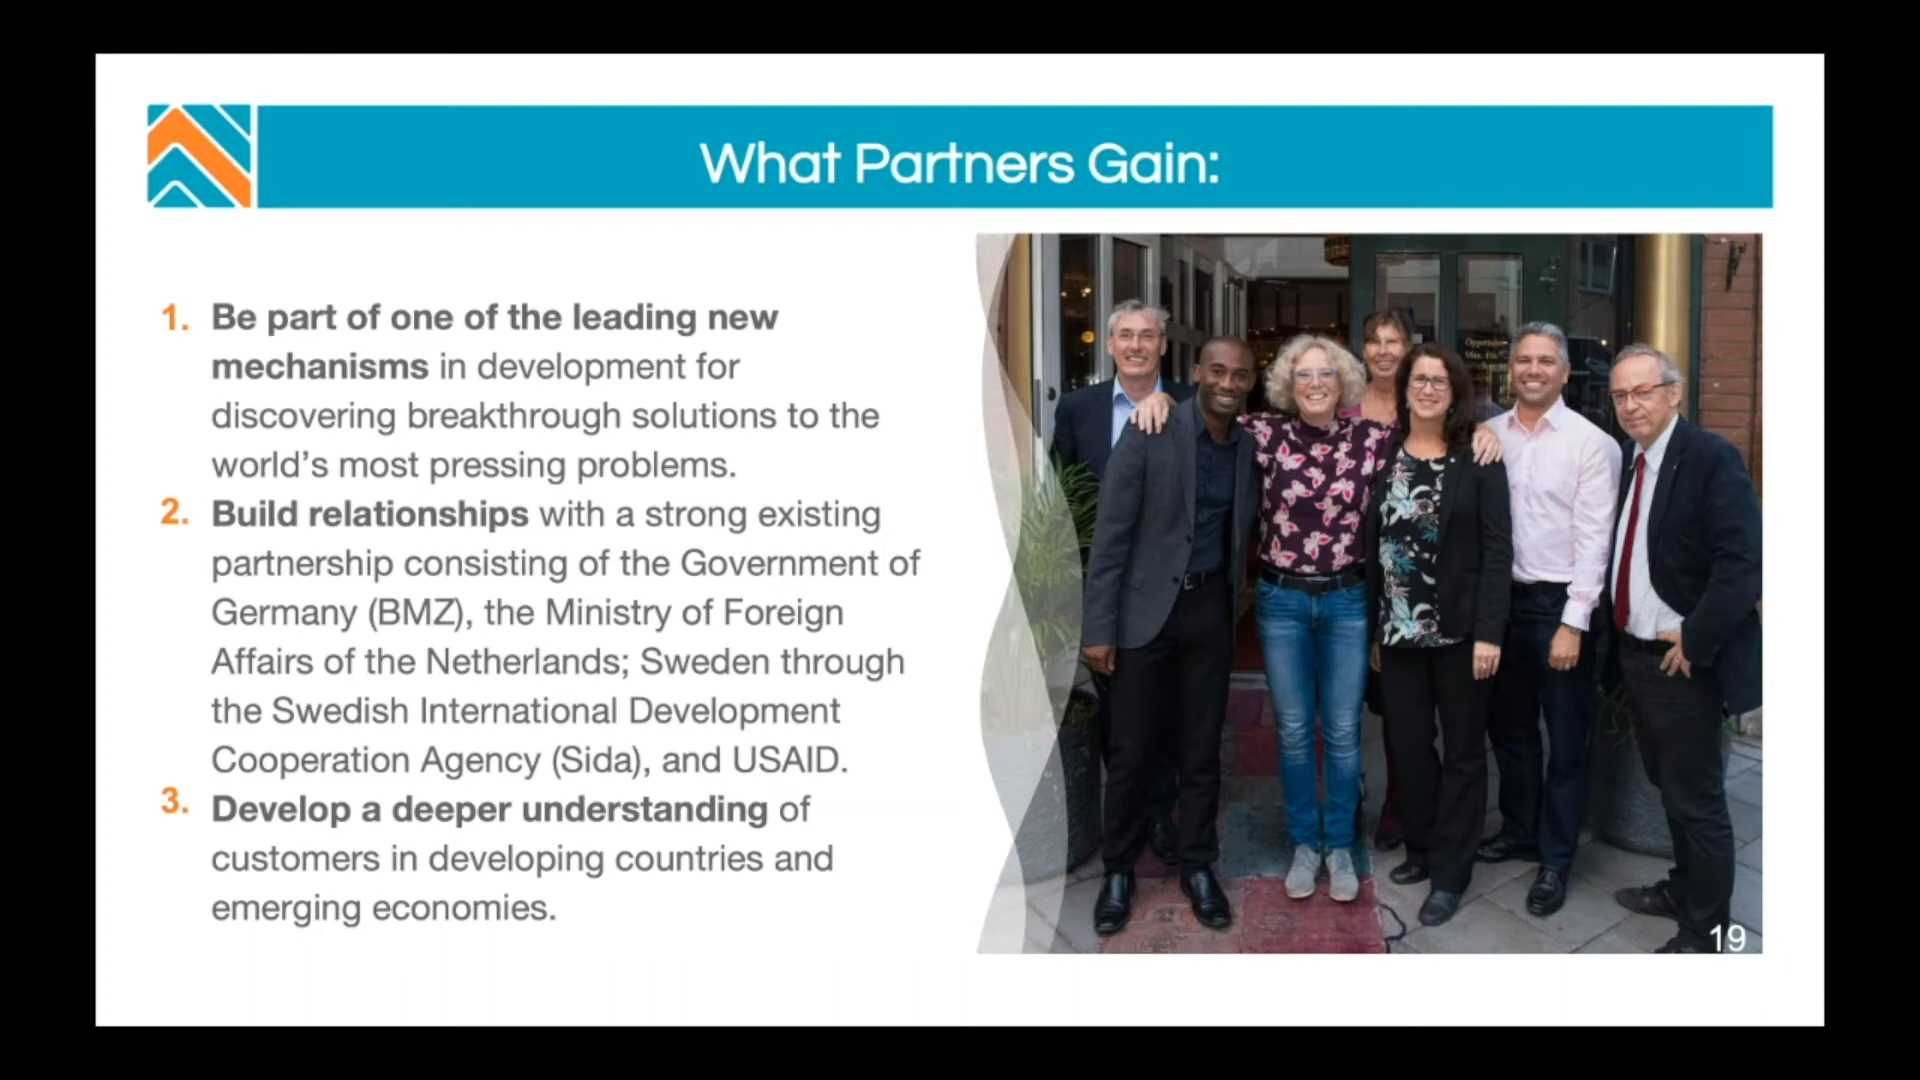 What Partners Gain:
1. Be part of one of the leading new
mechanisms in development for
discovering breakthrough solutions to the
world's most pressing problems.
2. Build relationships with a strong existing
partnership consisting of the Government of
Germany (BMZ), the Ministry of Foreign
Affairs of the Netherlands; Sweden through
the Swedish International Development
Cooperation Agency (Sida), and USAID.
3. Develop a deeper understanding of
customers in developing countries and
emerging economies.
19